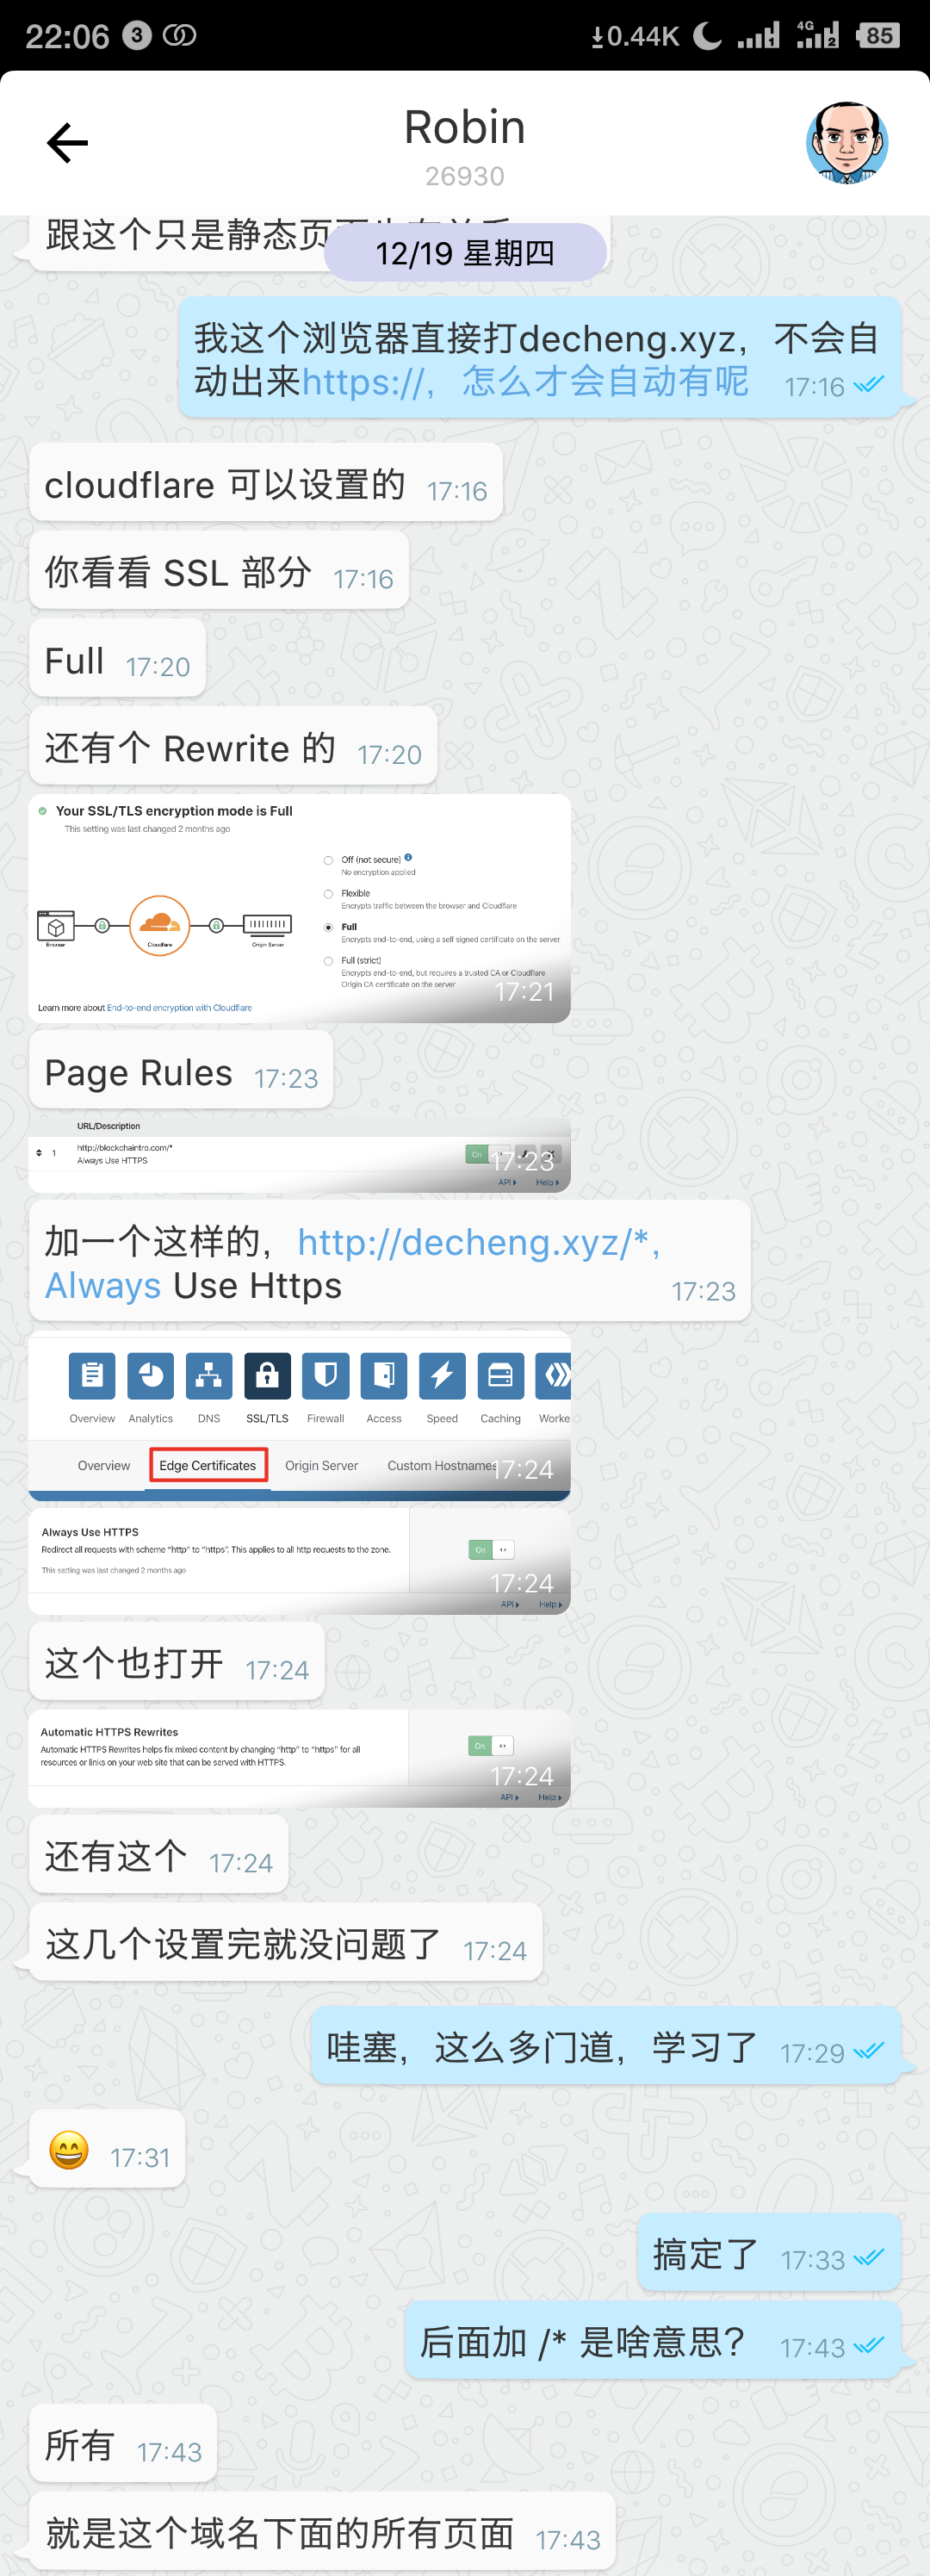 22:06 3 0.44K 4G 1 2 85
Robin
26930
跟这个只是静态页面也有关系
12/19 星期四
我这个浏览器直接打decheng.xyz，不会自
动出来https://，怎么才会自动有呢 17:16
cloudflare 可以设置的 17:16
你看看 SSL 部分 17:16
Full 17:20
还有个 Rewrite 的 17:20
Your SSL/TLS encryption mode is Full
This setting was last changed 2 months ago
Off (not secure)
No encryption applied
Flexible
Encrypts traffic between the browser and Cloudflare
Full
Encrypts end-to-end, using a self signed certificate on the server
Full (strict)
Encrypts end-to-end, but requires a trusted CA or Cloudflare
Origin CA certificate on the server
Browser Cloudflare Origin Server
Learn more about End-to-end encryption with Cloudflare
17:21
Page Rules 17:23
URL/Description
1 http://blockchaintro.com/*
Always Use HTTPS
On
17:23
API Help
加一个这样的，http://decheng.xyz/*，
Always Use Https 17:23
Overview Analytics DNS SSL/TLS Firewall Access Speed Caching Worke
Overview Edge Certificates Origin Server Custom Hostnames
17:24
Always Use HTTPS
Redirect all requests with scheme “http” to “https”. This applies to all http requests to the zone.
This setting was last changed 2 months ago
On
17:24
API Help
这个也打开 17:24
Automatic HTTPS Rewrites
Automatic HTTPS Rewrites helps fix mixed content by changing “http” to “https” for all
resources or links on your web site that can be served with HTTPS.
On
17:24
API Help
还有这个 17:24
这几个设置完就没问题了 17:24
哇塞，这么多门道，学习了 17:29
17:31
搞定了 17:33
后面加 /* 是啥意思？ 17:43
所有 17:43
就是这个域名下面的所有页面 17:43